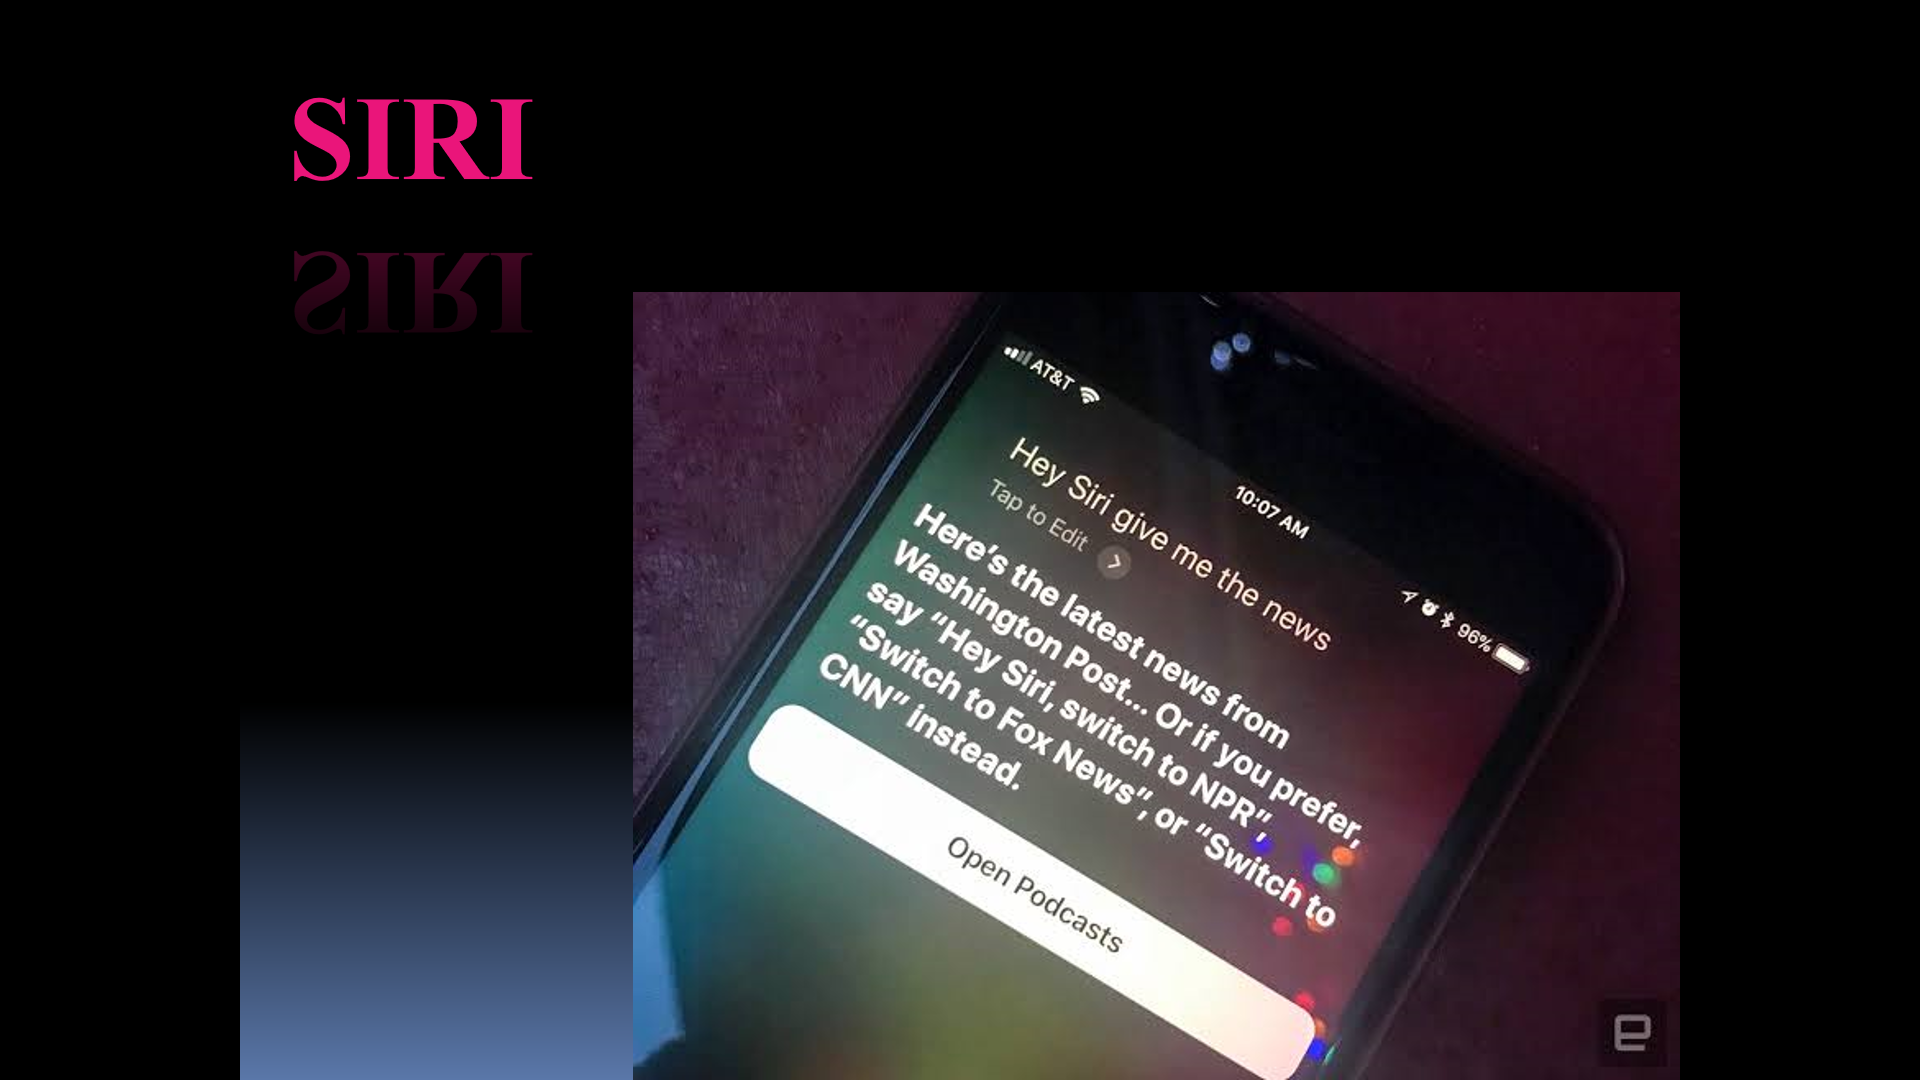 SIRI
AT&T
10:07 AM
96%
Hey Siri give me the news
Tap to Edit
Here's the latest news from
Washington Post... Or if you prefer,
say "Hey Siri, switch to NPR",
"Switch to Fox News", or "Switch to
CNN" instead.
Open Podcasts
e